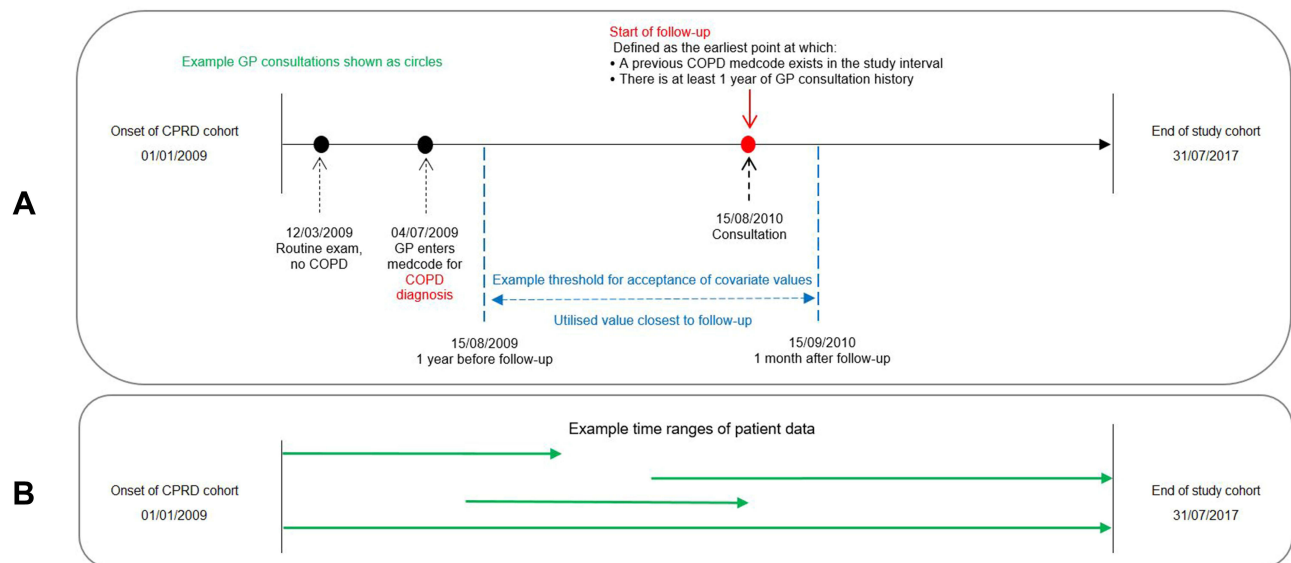 A
Example GP consultations shown as circles
Start of follow-up
Defined as the earliest point at which:
• A previous COPD medcode exists in the study interval
• There is at least 1 year of GP consultation history
Onset of CPRD cohort
01/01/2009
End of study cohort
31/07/2017
12/03/2009
Routine exam,
no COPD
04/07/2009
GP enters
medcode for
COPD
diagnosis
15/08/2010
Consultation
Example threshold for acceptance of covariate values
Utilised value closest to follow-up
15/08/2009
1 year before follow-up
15/09/2010
1 month after follow-up
B
Example time ranges of patient data
Onset of CPRD cohort
01/01/2009
End of study cohort
31/07/2017